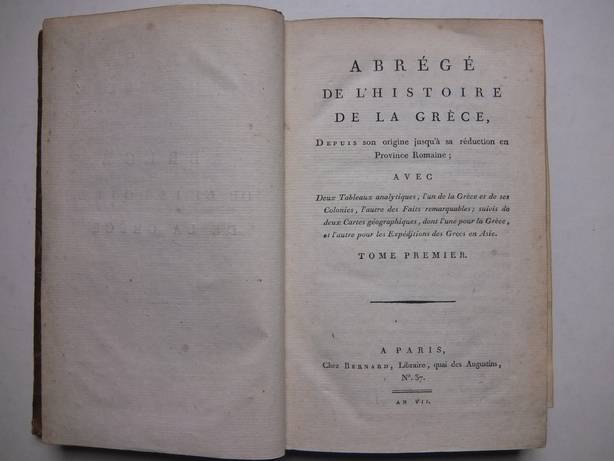 ABRÉGÉ
DE L'HISTOIRE
DE LA GRÈCE,
DEPUIS son origine jusqu'à sa réduction en
Province Romaine;
AVEC
Deux Tableaux analytiques, l'un de la Grèce et de ses
Colonies, l'autre des Faits remarquables; suivis de
deux Cartes géographiques, dont l'une pour la Grèce,
et l'autre pour les Expéditions des Grecs en Asie.
TOME PREMIER.
A PARIS,
Chez BERNARD, Libraire, quai des Augustins,
N°. 37.
AN VII.